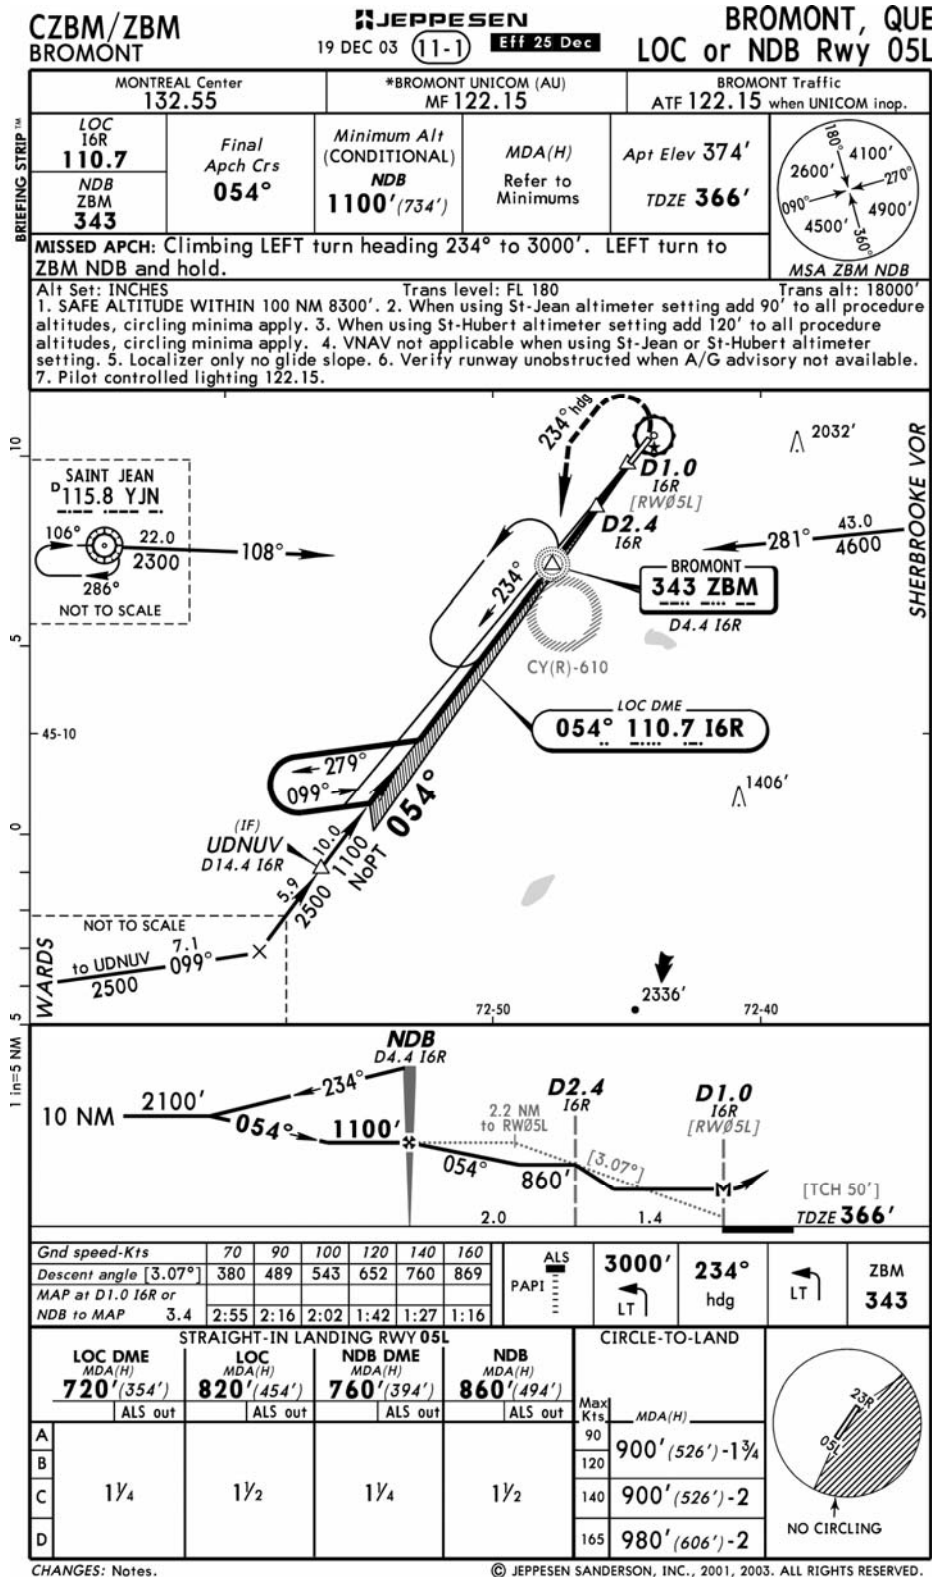 CZBM/ZBM
BROMONT
JEPPESEN
19 DEC 03 11-1 Eff 25 Dec
BROMONT, QUE
LOC or NDB Rwy 05L
BRIEFING STRIP™
MONTREAL Center
132.55
*BROMONT UNICOM (AU)
MF 122.15
BROMONT Traffic
ATF 122.15 when UNICOM inop.
LOC
I6R
110.7
NDB
ZBM
343
Final
Apch Crs
054°
Minimum Alt
(CONDITIONAL)
NDB
1100' (734')
MDA(H)
Refer to
Minimums
Apt Elev 374'
TDZE 366'
180°
4100'
2600'
270°
090°
4500'
4900'
360°
MSA ZBM NDB
MISSED APCH: Climbing LEFT turn heading 234° to 3000'. LEFT turn to
ZBM NDB and hold.
Alt Set: INCHES Trans level: FL 180 Trans alt: 18000'
1. SAFE ALTITUDE WITHIN 100 NM 8300'. 2. When using St-Jean altimeter setting add 90' to all procedure
altitudes, circling minima apply. 3. When using St-Hubert altimeter setting add 120' to all procedure
altitudes, circling minima apply. 4. VNAV not applicable when using St-Jean or St-Hubert altimeter
setting. 5. Localizer only no glide slope. 6. Verify runway unobstructed when A/G advisory not available.
7. Pilot controlled lighting 122.15.
10
5
0
5
1 in=5 NM
SAINT JEAN
D 115.8 YJN
106°
22.0
2300
108°
286°
NOT TO SCALE
234° hdg
2032'
D1.0
I6R
[RWØ5L]
D2.4
I6R
43.0
281°
4600
SHERBROOKE VOR
BROMONT
343 ZBM
D4.4 I6R
234°
CY(R)-610
LOC DME
054° 110.7 I6R
45-10
279°
099°
054°
1406'
(IF)
UDNUV
D14.4 I6R
10.0
1100
NoPT
5.9
2500
NOT TO SCALE
WARDS
to UDNUV
2500
7.1
099°
2336'
72-50
72-40
NDB
D4.4 I6R
234°
10 NM
2100'
054°
1100'
054°
2.2 NM
to RWØ5L
D2.4
I6R
D1.0
I6R
[RWØ5L]
[3.07°]
860'
M
[TCH 50']
2.0
1.4
TDZE 366'
Gnd speed-Kts 70 90 100 120 140 160
Descent angle [3.07°] 380 489 543 652 760 869
MAP at D1.0 I6R or
NDB to MAP 3.4 2:55 2:16 2:02 1:42 1:27 1:16
ALS
PAPI
3000'
LT
234°
hdg
LT
ZBM
343
STRAIGHT-IN LANDING RWY 05L
LOC DME
MDA(H)
720' (354')
ALS out
LOC
MDA(H)
820' (454')
ALS out
NDB DME
MDA(H)
760' (394')
ALS out
NDB
MDA(H)
860' (494')
ALS out
A
B
C
D
1 1/4
1 1/2
1 1/4
1 1/2
CIRCLE-TO-LAND
Max
Kts
MDA(H)
90
120
900' (526') -1 3/4
140 900' (526') -2
165 980' (606') -2
23R
05L
NO CIRCLING
CHANGES: Notes.
© JEPPESEN SANDERSON, INC., 2001, 2003. ALL RIGHTS RESERVED.